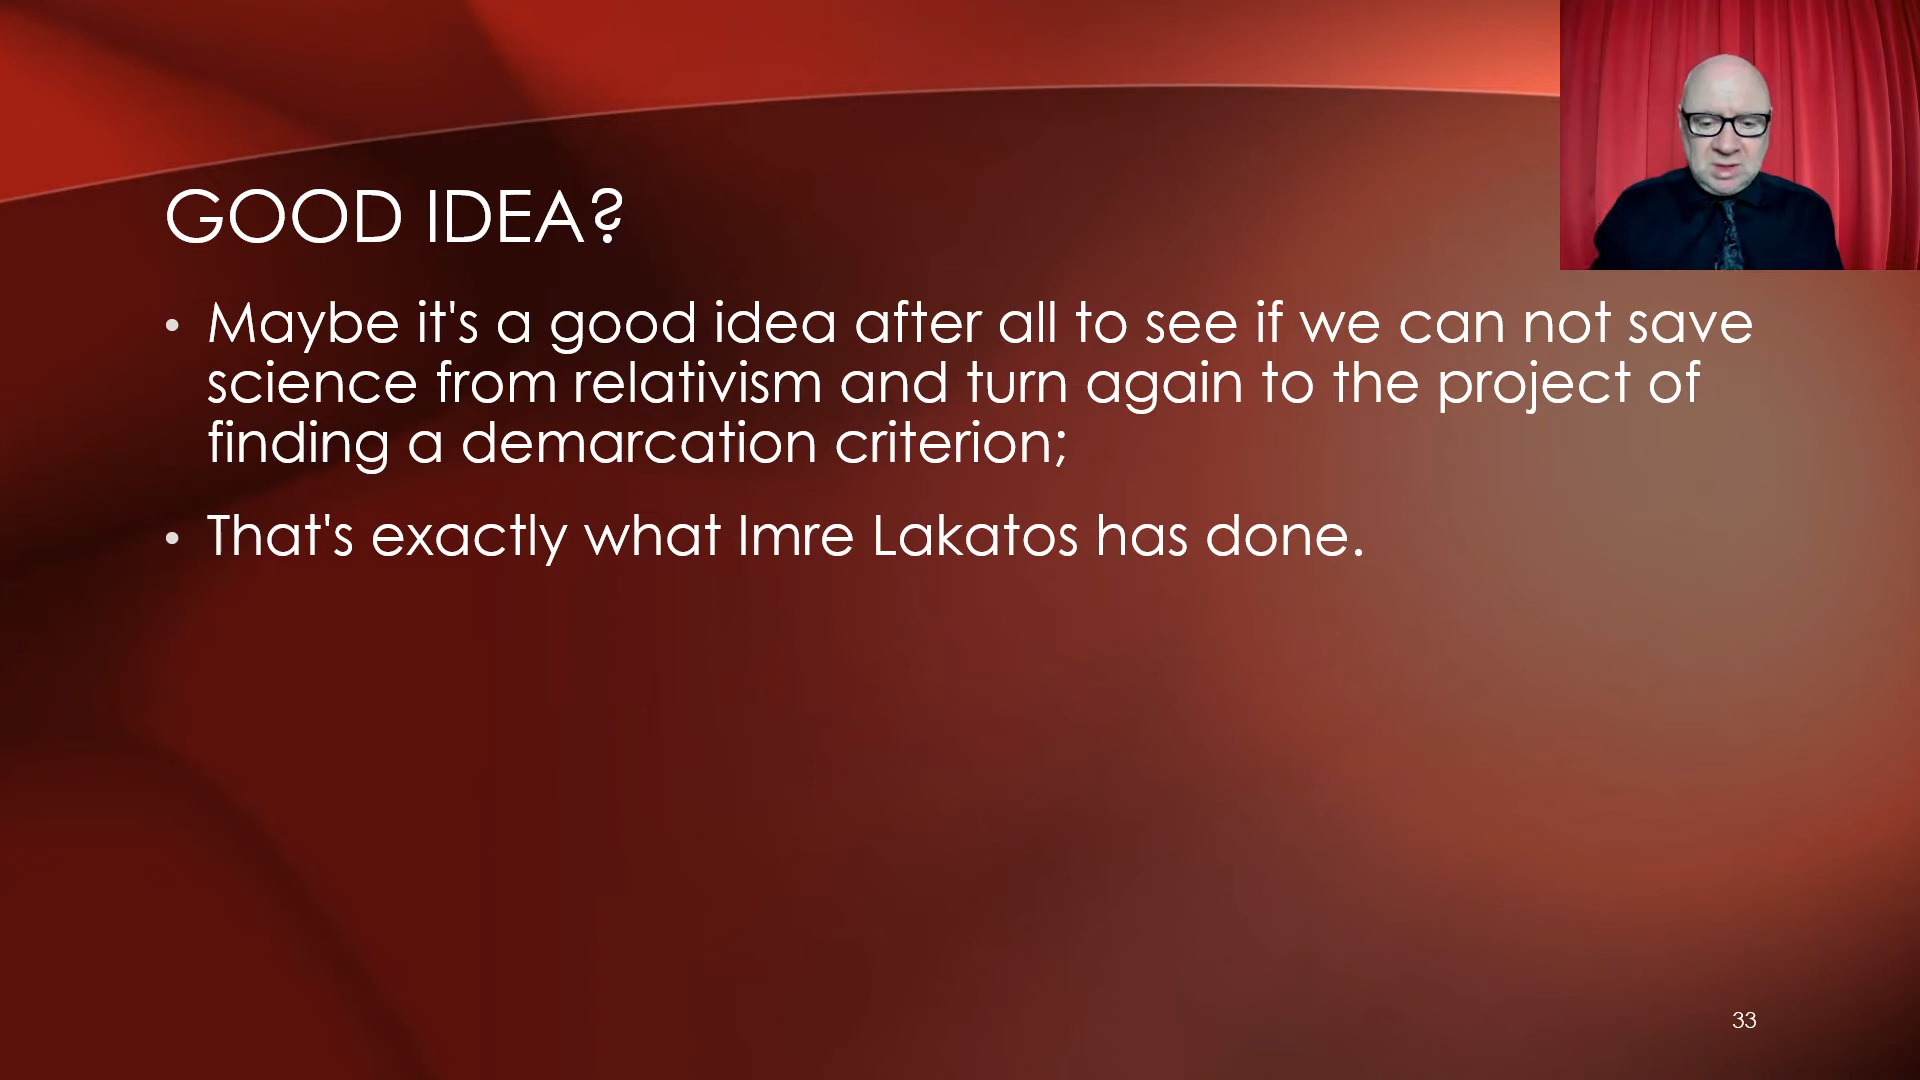 GOOD IDEA?
• Maybe it's a good idea after all to see if we can not save
science from relativism and turn again to the project of
finding a demarcation criterion;
• That's exactly what Imre Lakatos has done.
33